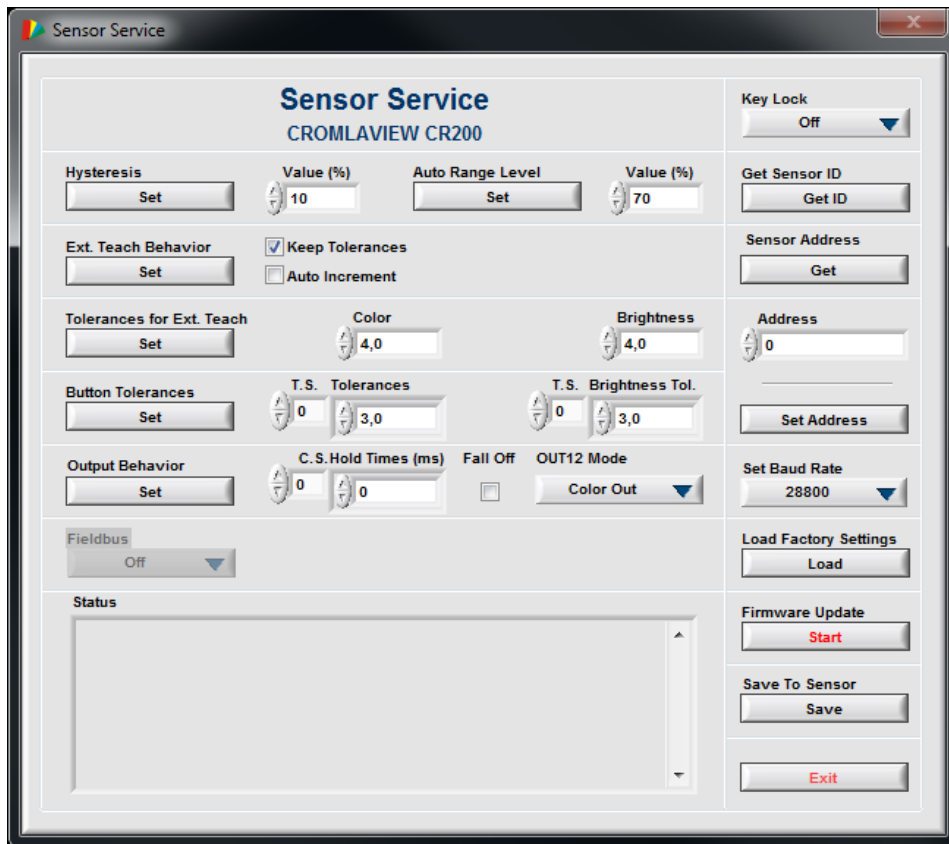 Sensor Service
X
Sensor Service
CROMLAVIEW CR200
Key Lock
Off
Hysteresis
Set
Value (%)
10
Auto Range Level
Set
Value (%)
70
Get Sensor ID
Get ID
Ext. Teach Behavior
Set
Keep Tolerances
Auto Increment
Sensor Address
Get
Tolerances for Ext. Teach
Set
Color
4,0
Brightness
4,0
Address
0
Button Tolerances
Set
T.S. Tolerances
0 3,0
T.S. Brightness Tol.
0 3,0
Set Address
Output Behavior
Set
C.S. Hold Times (ms)
0 0
Fall Off
OUT12 Mode
Color Out
Set Baud Rate
28800
Fieldbus
Off
Load Factory Settings
Load
Status
Firmware Update
Start
Save To Sensor
Save
Exit